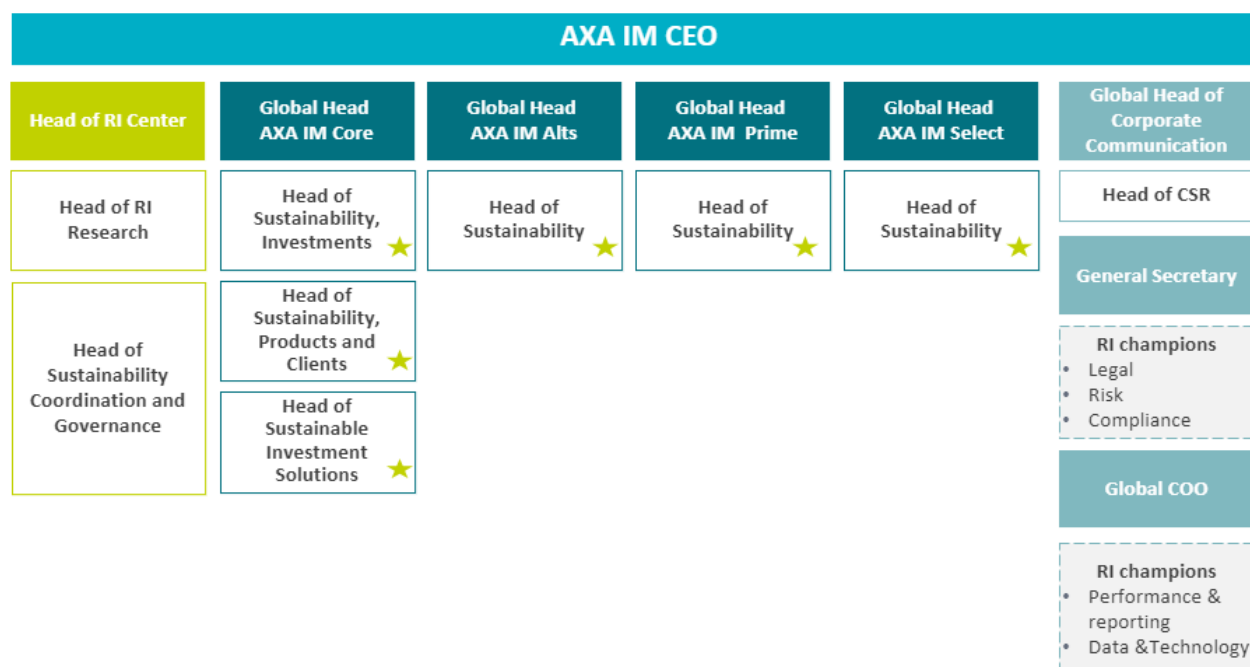 AXA IM CEO
Head of RI Center
Global Head
AXA IM Core
Global Head
AXA IM Alts
Global Head
AXA IM  Prime
Global Head
AXA IM Select
Global Head of
Corporate
Communication
Head of RI
Research
Head of
Sustainability,
Investments
Head of
Sustainability
Head of
Sustainability
Head of
Sustainability
Head of CSR
General Secretary
Head of
Sustainability
Coordination and
Governance
Head of
Sustainability,
Products and
Clients
RI champions
• Legal
• Risk
• Compliance
Head of
Sustainable
Investment
Solutions
Global COO
RI champions
• Performance &
reporting
• Data &Technology